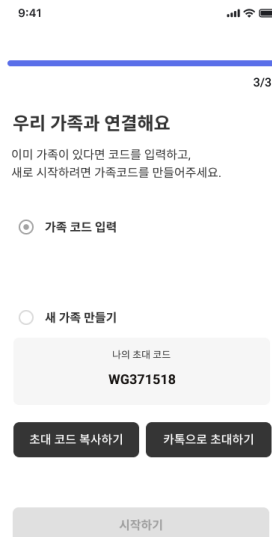 9:41
3/3
우리 가족과 연결해요
이미 가족이 있다면 코드를 입력하고,
새로 시작하려면 가족코드를 만들어주세요.
가족 코드 입력
새 가족 만들기
나의 초대 코드
WG371518
초대 코드 복사하기
카톡으로 초대하기
시작하기